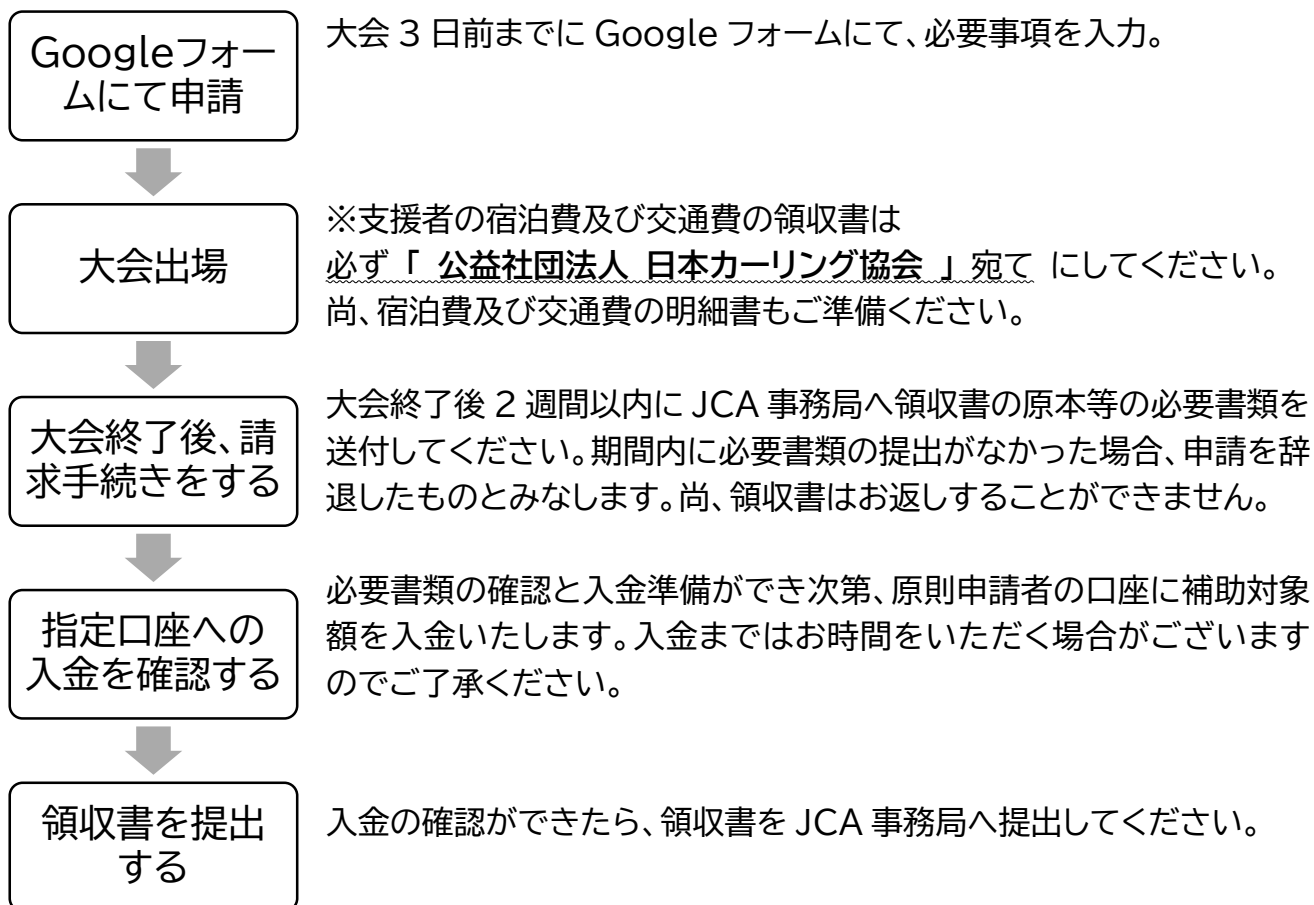 Googleフォー
ムにて申請
大会 3 日前までに Google フォームにて、必要事項を入力。
大会出場
※支援者の宿泊費及び交通費の領収書は
必ず「 公益社団法人 日本カーリング協会 」宛て にしてください。
尚、宿泊費及び交通費の明細書もご準備ください。
大会終了後、請
求手続きをする
大会終了後 2 週間以内に JCA 事務局へ領収書の原本等の必要書類を
送付してください。期間内に必要書類の提出がなかった場合、申請を辞
退したものとみなします。尚、領収書はお返しすることができません。
指定口座への
入金を確認する
必要書類の確認と入金準備ができ次第、原則申請者の口座に補助対象
額を入金いたします。入金まではお時間をいただく場合がございます
のでご了承ください。
領収書を提出
する
入金の確認ができたら、領収書を JCA 事務局へ提出してください。